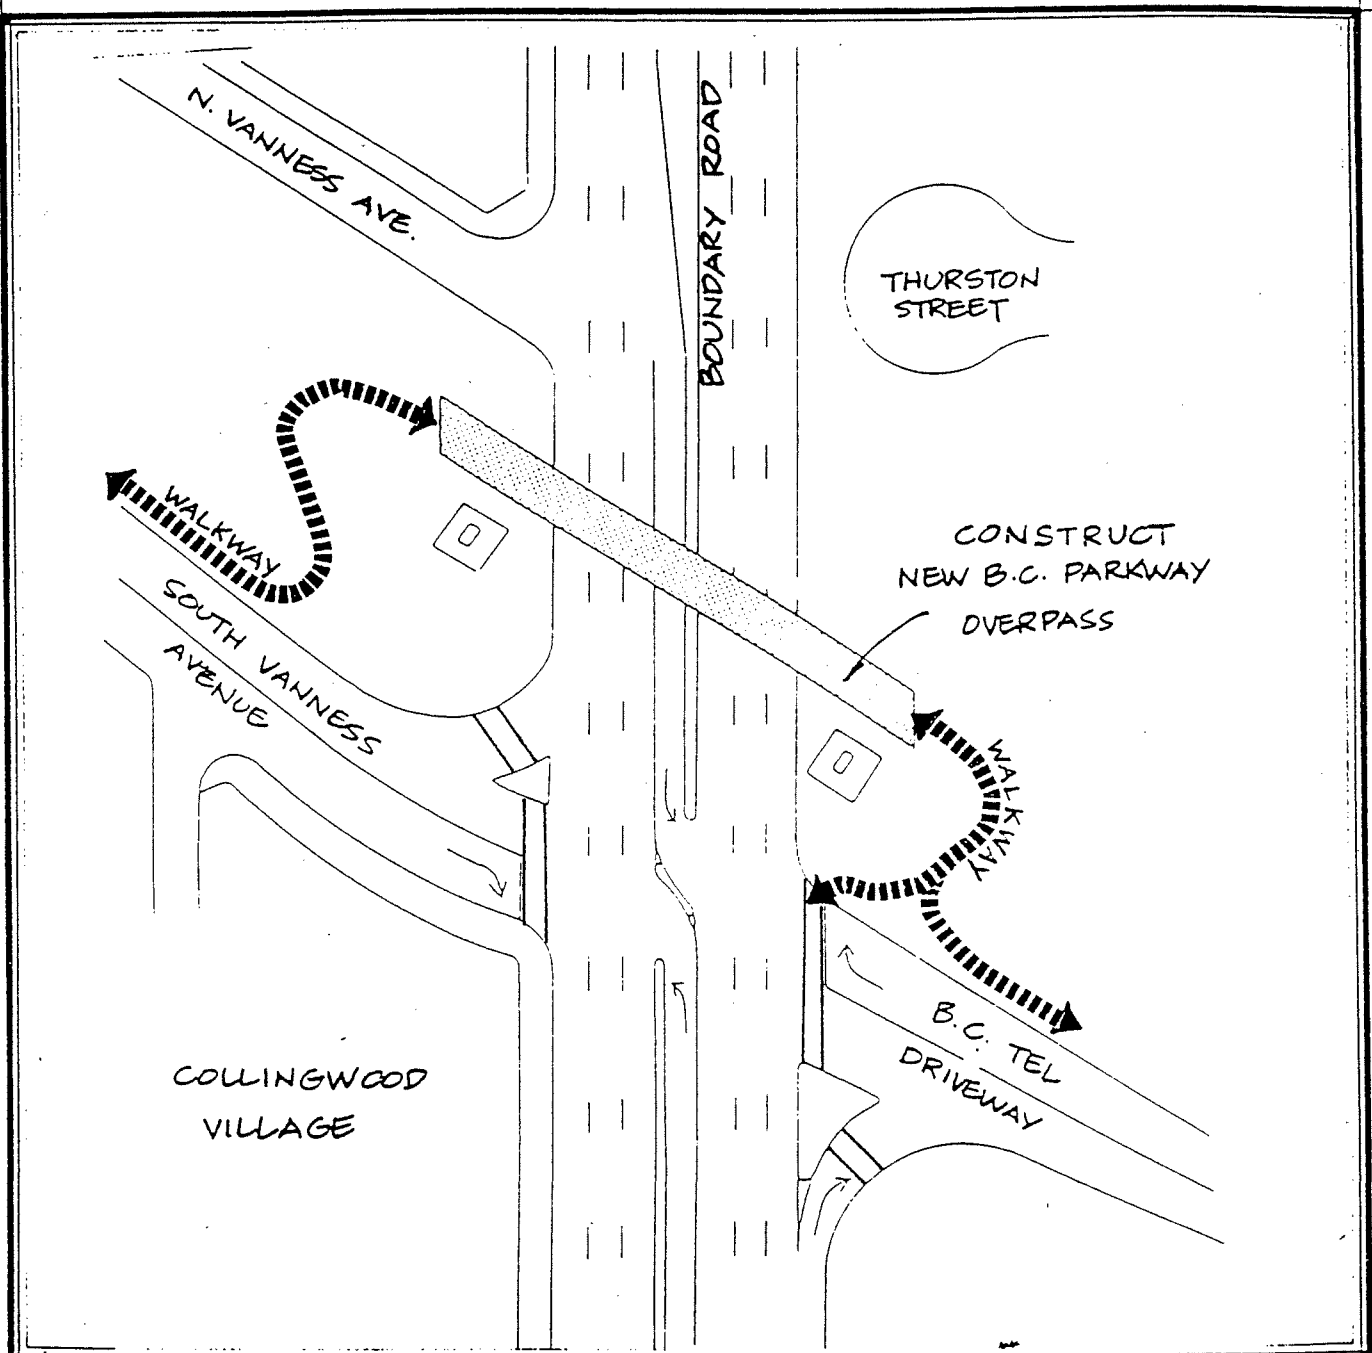 N. VANNESS AVE.
BOUNDARY ROAD
THURSTON
STREET
WALKWAY
CONSTRUCT
NEW B.C. PARKWAY
OVERPASS
SOUTH VANNESS
AVENUE
WALKWAY
B.C. TEL
DRIVEWAY
COLLINGWOOD
VILLAGE